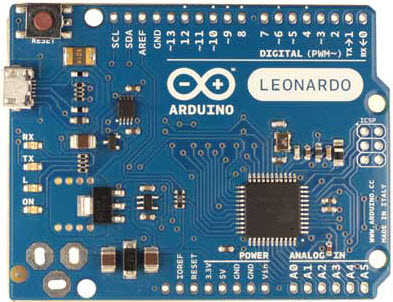 RESET
SCL
SDA
AREF
GND
~13
12
~11
~10
~9
8
7
~6
~5
4
~3
2
TX→1
RX←0
DIGITAL (PWM~)
ARDUINO
LEONARDO
ICSP
RX
TX
L
ON
WWW.ARDUINO.CC
MADE IN ITALY
POWER
ANALOG IN
IOREF
RESET
3.3V
5V
GND
GND
Vin
A0
A1
A2
A3
A4
A5